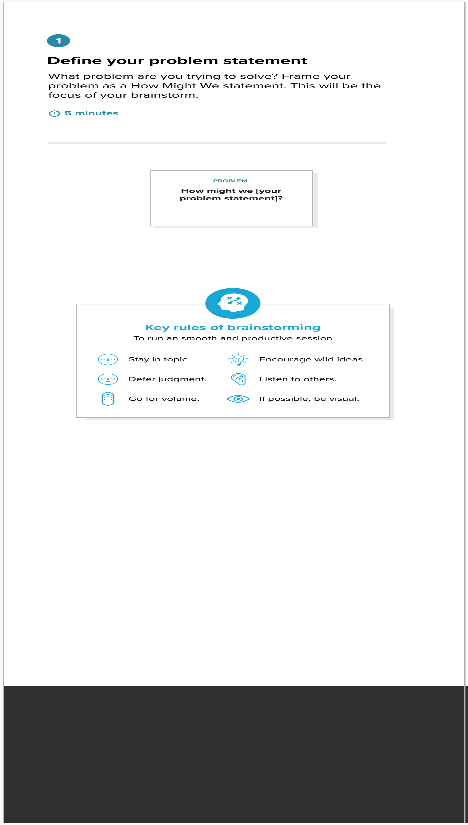 1
Define your problem statement
What problem are you trying to solve? Frame your
problem as a How Might We statement. This will be the
focus of your brainstorm.
5 minutes
PROBLEM
How might we [your
problem statement]?
Key rules of brainstorming
To run an smooth and productive session
Stay in topic.
Encourage wild ideas.
Defer judgment.
Listen to others.
Go for volume.
If possible, be visual.